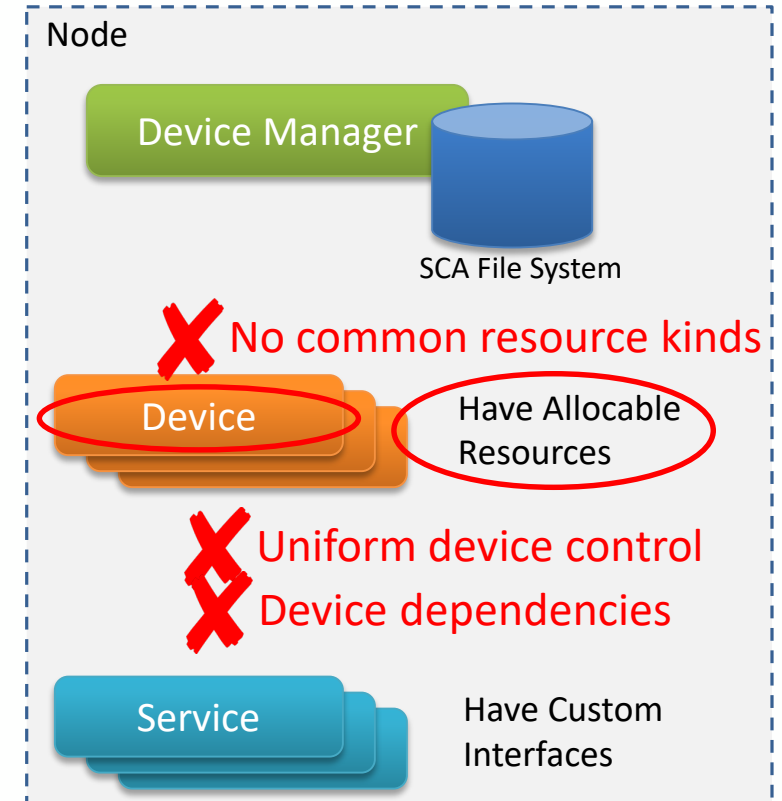 Node
Device Manager
SCA File System
No common resource kinds
Device
Have Allocable
Resources
Uniform device control
Device dependencies
Service
Have Custom
Interfaces